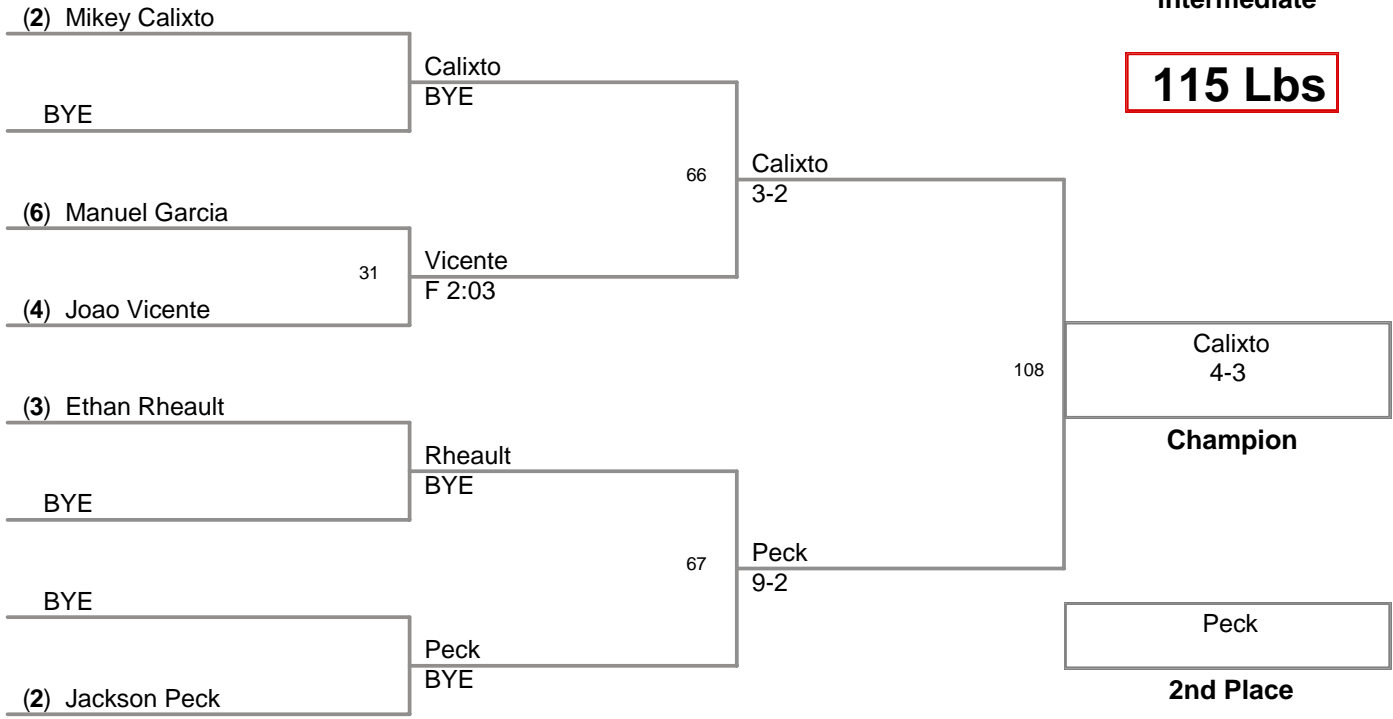 Intermediate
115 Lbs
(2) Mikey Calixto
BYE
Calixto
BYE
(6) Manuel Garcia
31
(4) Joao Vicente
Vicente
F 2:03
66
Calixto
3-2
(3) Ethan Rheault
BYE
Rheault
BYE
BYE
(2) Jackson Peck
Peck
BYE
67
Peck
9-2
108
Calixto
4-3
Champion
Peck
2nd Place